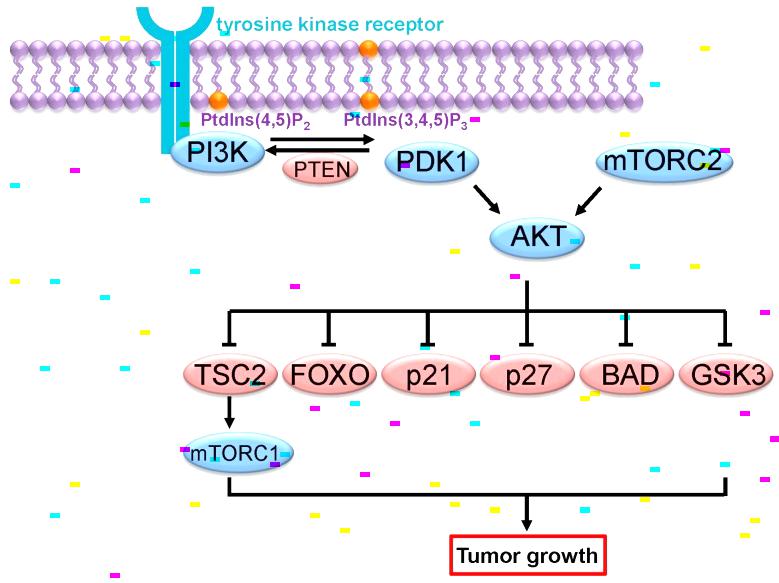 tyrosine kinase receptor
PtdIns(4,5)P2 PtdIns(3,4,5)P3
PI3K PTEN PDK1 mTORC2
AKT
TSC2 FOXO p21 p27 BAD GSK3
mTORC1
Tumor growth